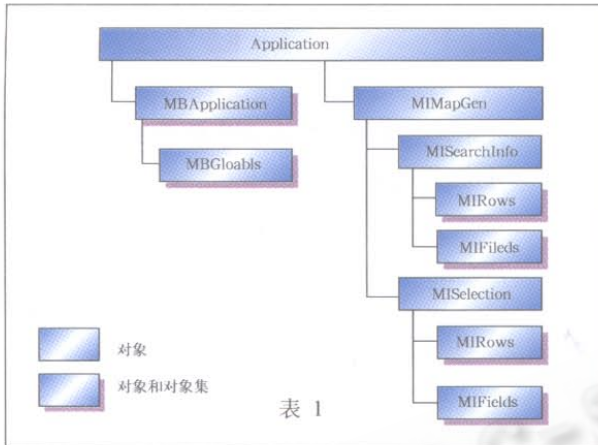 Application
MBApplication
MIMapGen
MBGloabls
MISearchInfo
MIRows
MIFileds
MISelection
MIRows
MIFields
对象
对象和对象集
表 1